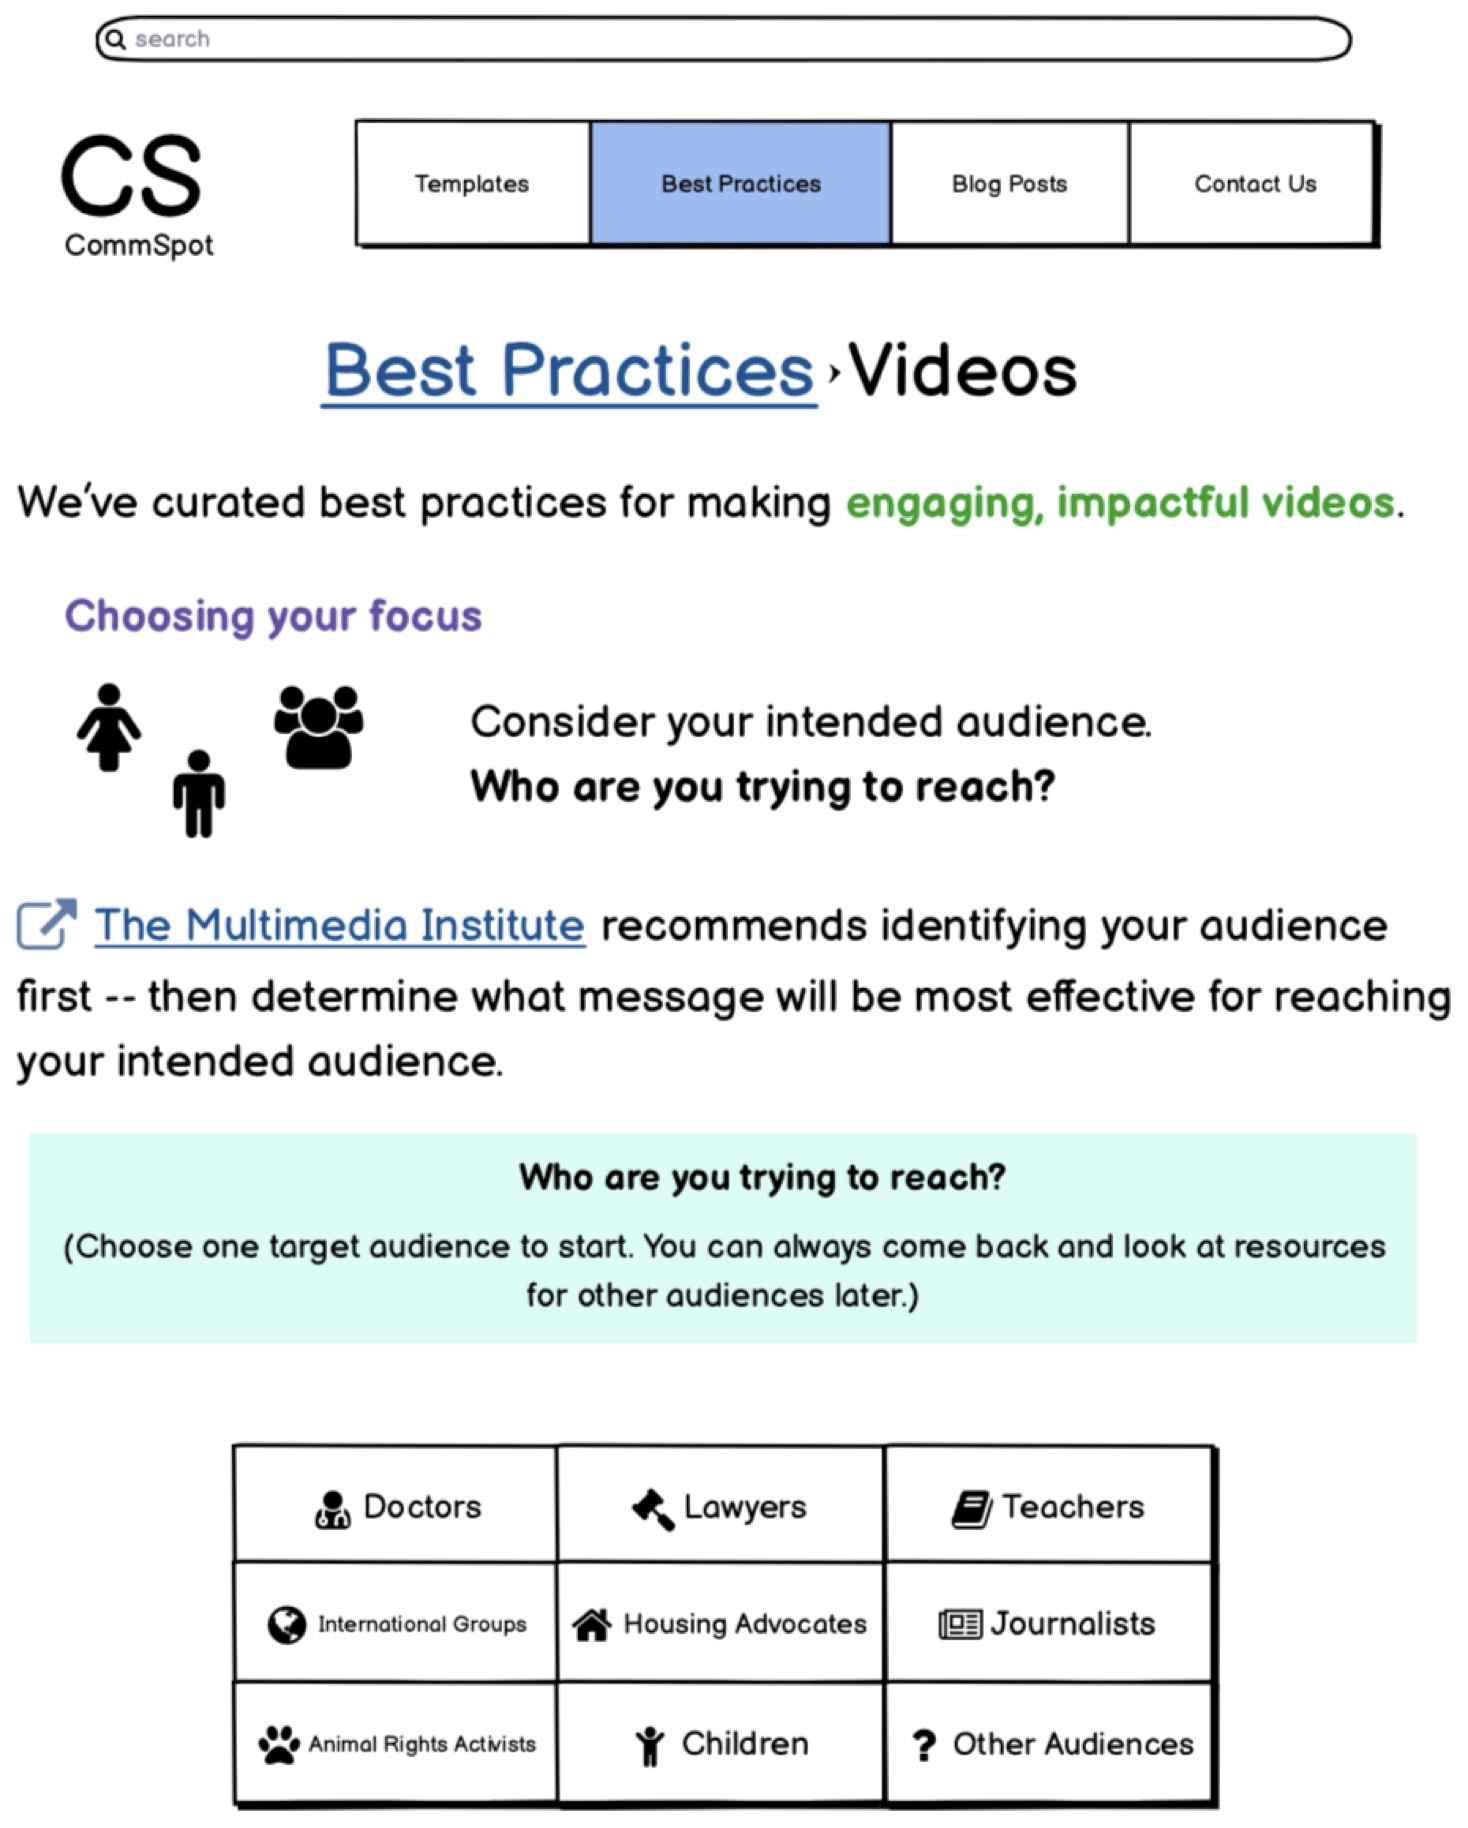 search
CS
CommSpot
Templates
Best Practices
Blog Posts
Contact Us
Best Practices › Videos
We've curated best practices for making engaging, impactful videos.
Choosing your focus
Consider your intended audience.
Who are you trying to reach?
The Multimedia Institute recommends identifying your audience
first -- then determine what message will be most effective for reaching
your intended audience.
Who are you trying to reach?
(Choose one target audience to start. You can always come back and look at resources
for other audiences later.)
Doctors
Lawyers
Teachers
International Groups
Housing Advocates
Journalists
Animal Rights Activists
Children
? Other Audiences